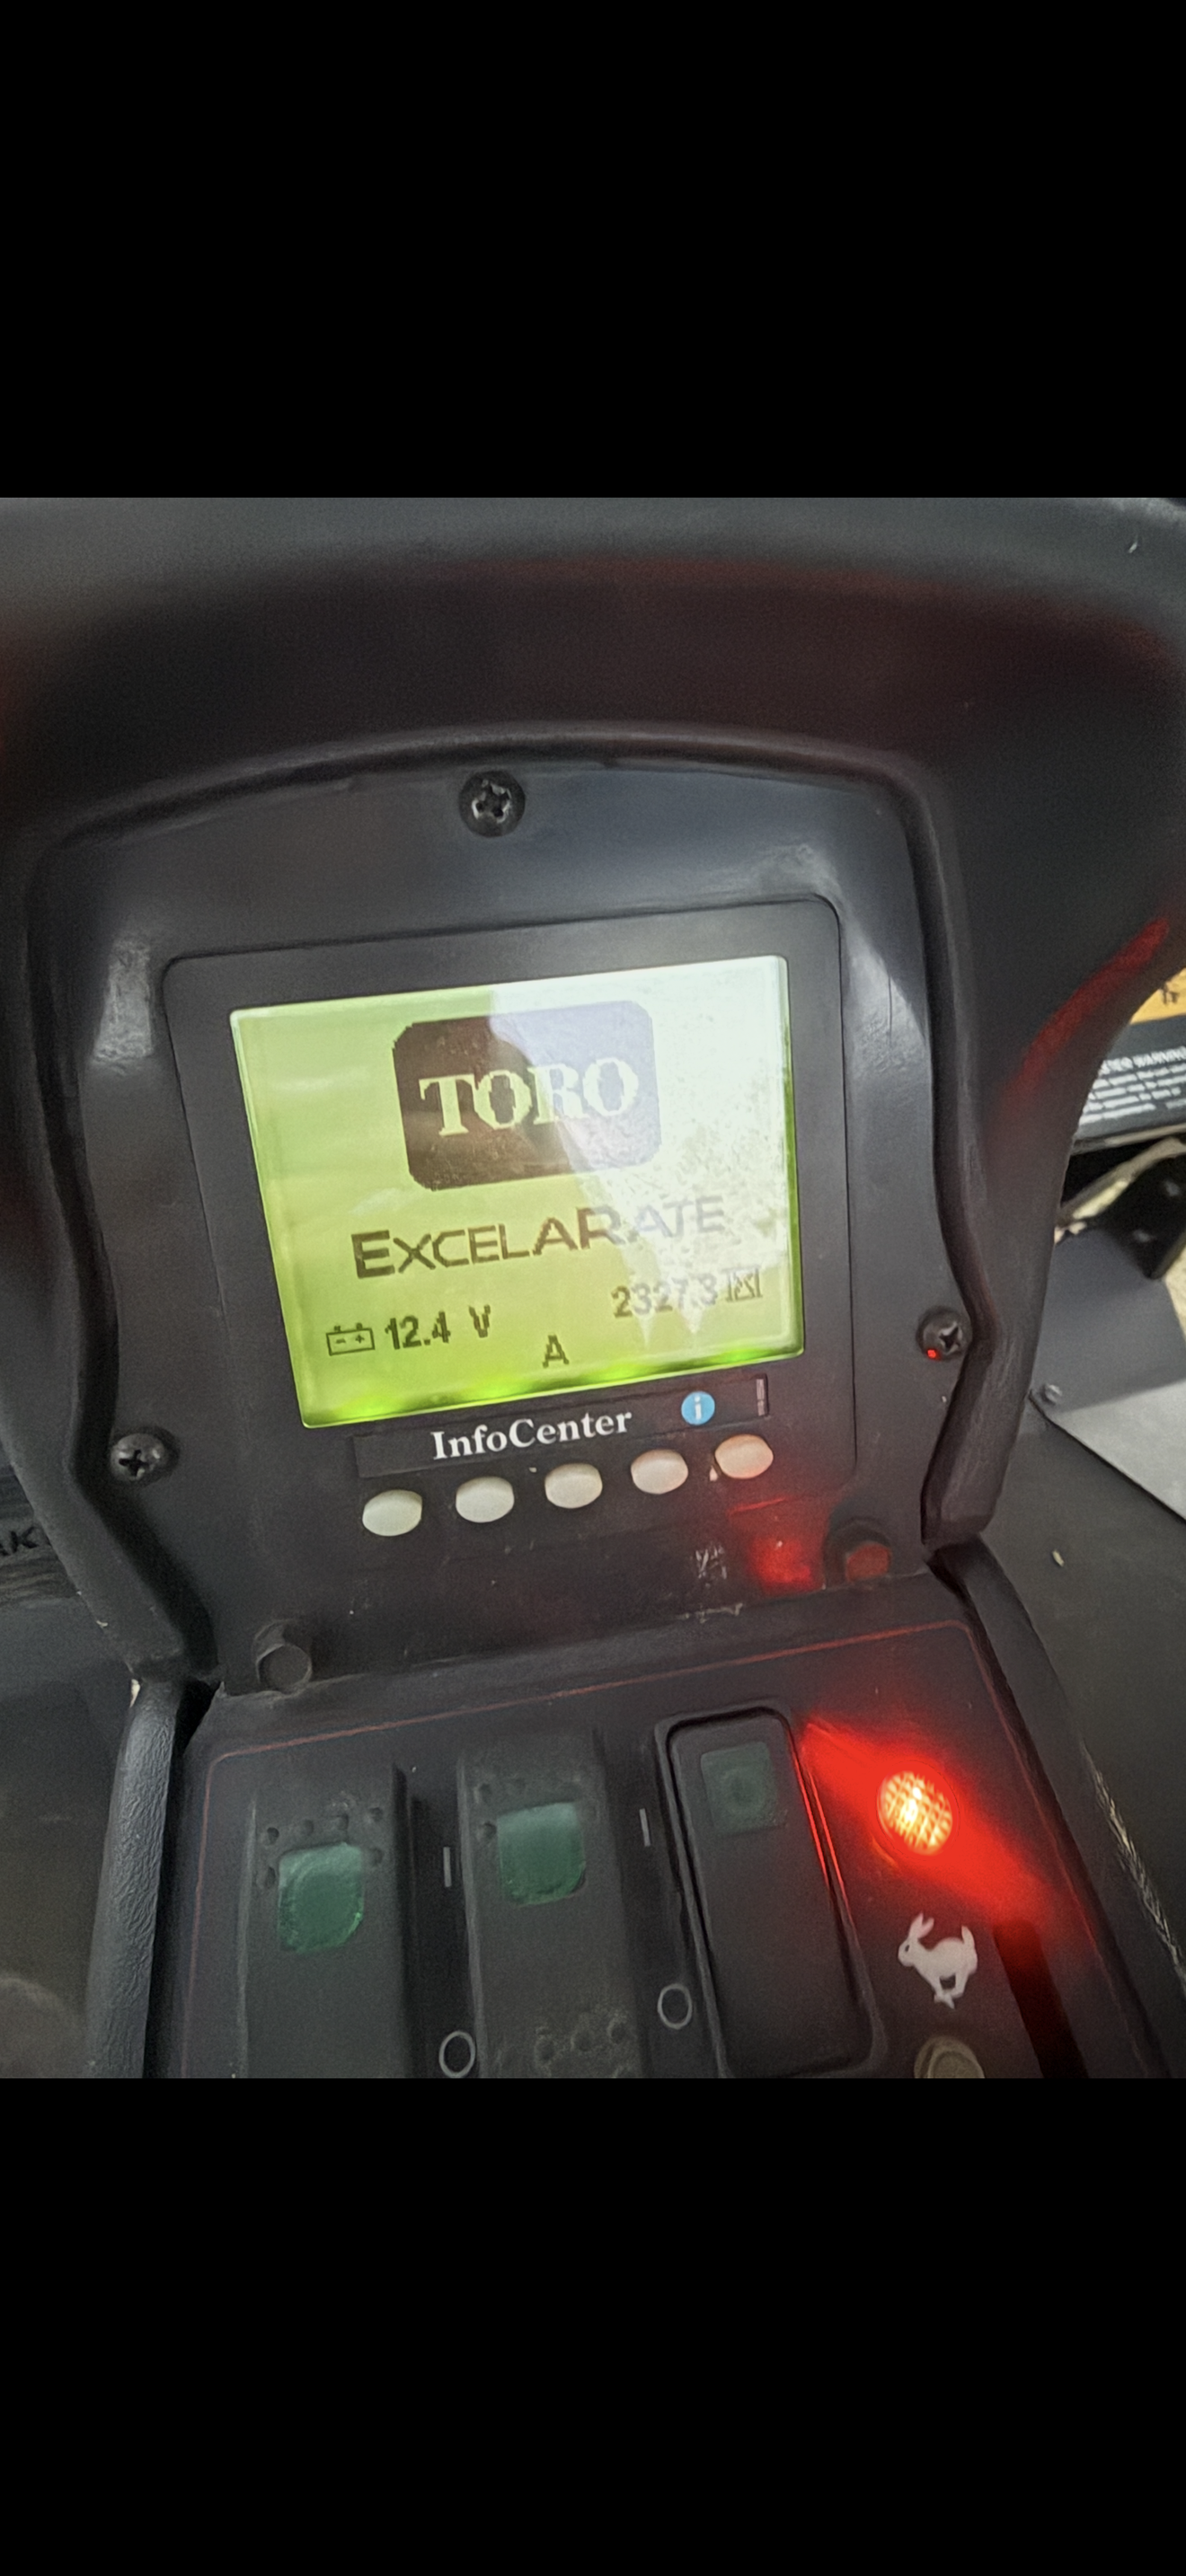 TORO
EXCELARATE
12.4 V
2327.3
A
InfoCenter
i